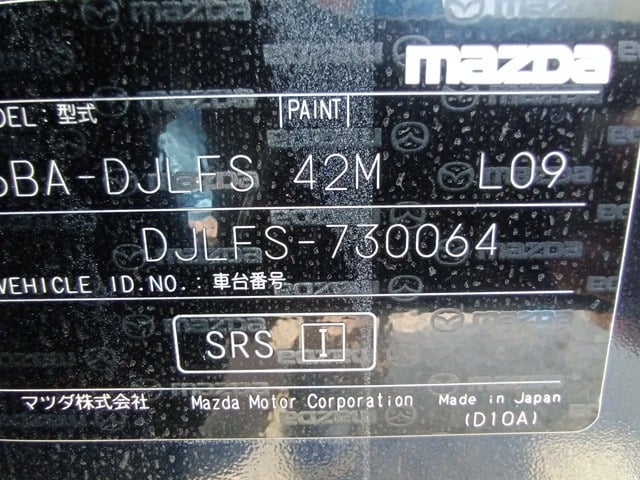 mazda
DEL：型式 PAINT
BA-DJLFS 42M L09
DJLFS-730064
VEHICLE ID.NO.：車台番号
SRS I
マツダ株式会社 Mazda Motor Corporation Made in Japan
(D10A)